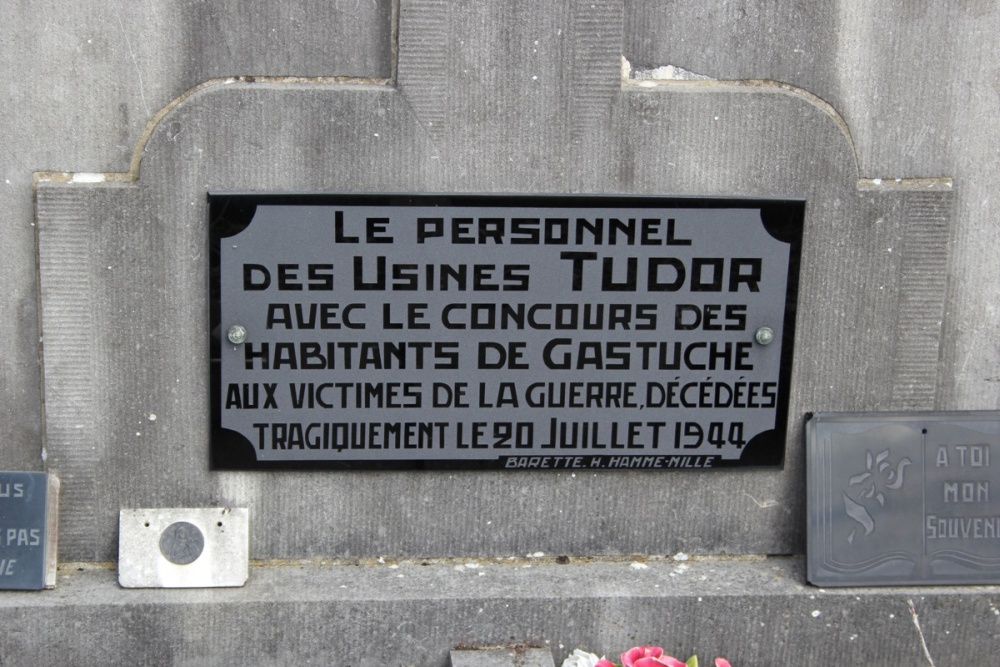 LE PERSONNEL
DES USINES TUDOR
AVEC LE CONCOURS DES
HABITANTS DE GASTUCHE
AUX VICTIMES DE LA GUERRE, DÉCÉDÉES
TRAGIQUEMENT LE 20 JUILLET 1944
BARETTE. H. HAMME-MILLE
US
PAS
A TOI
MON
SOUVEN